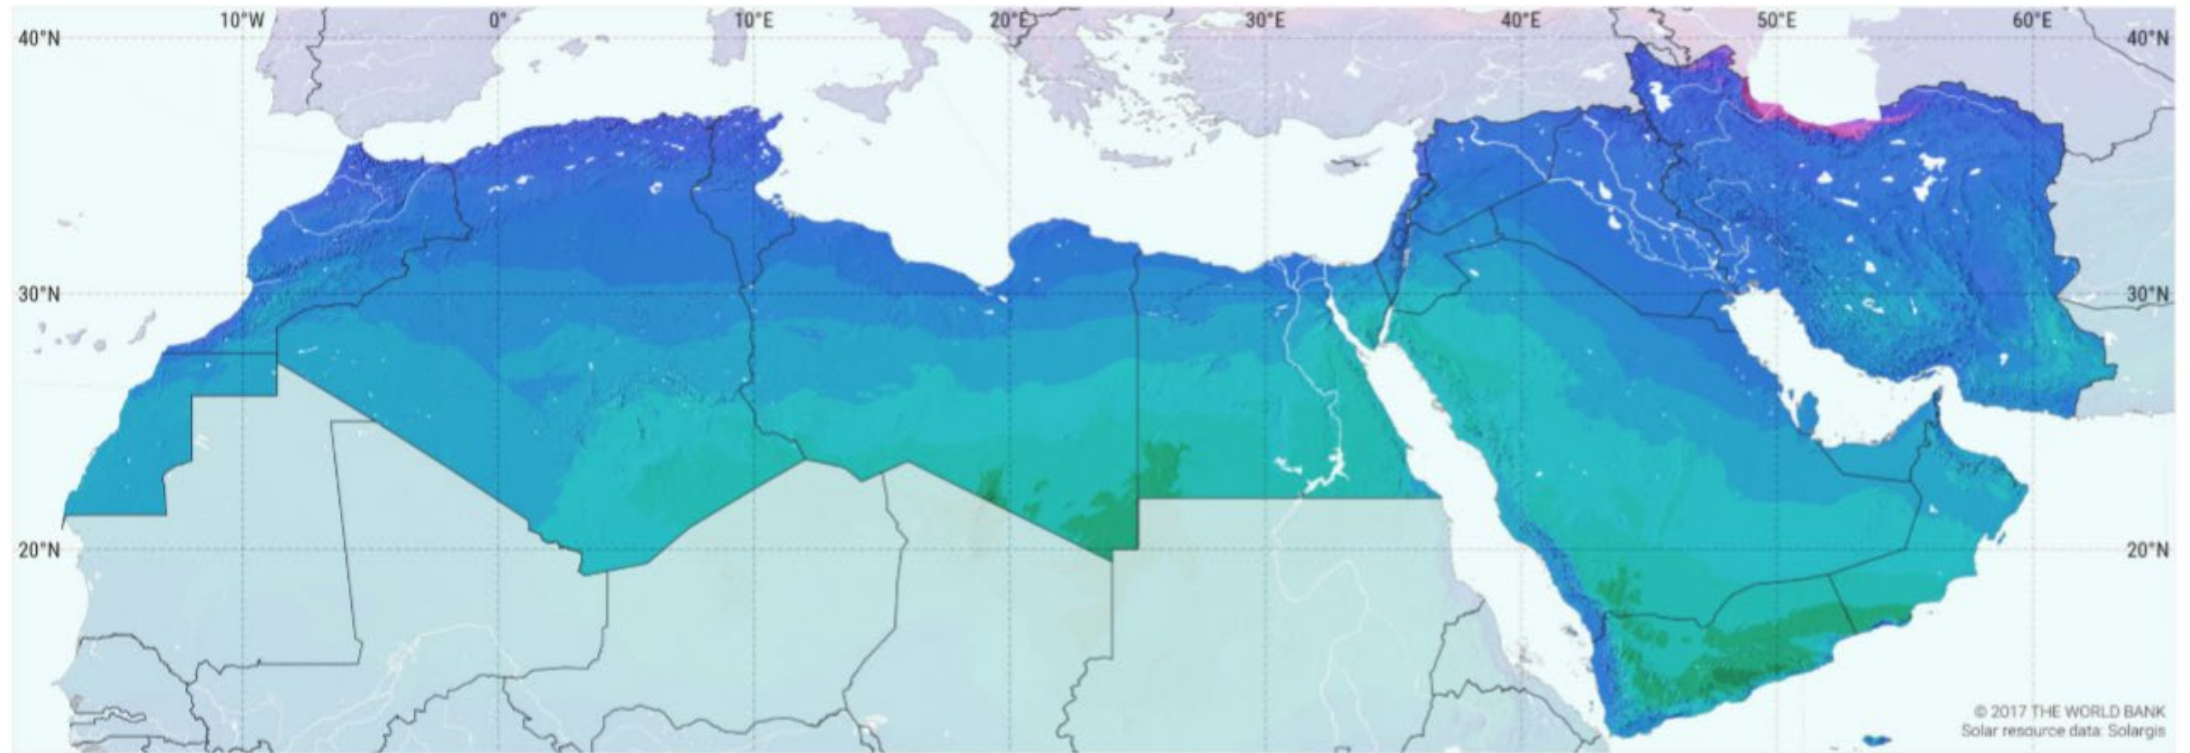 10°W 0° 10°E 20°E 30°E 40°E 50°E 60°E
40°N 40°N
30°N 30°N
20°N 20°N
© 2017 THE WORLD BANK
Solar resource data: Solargis